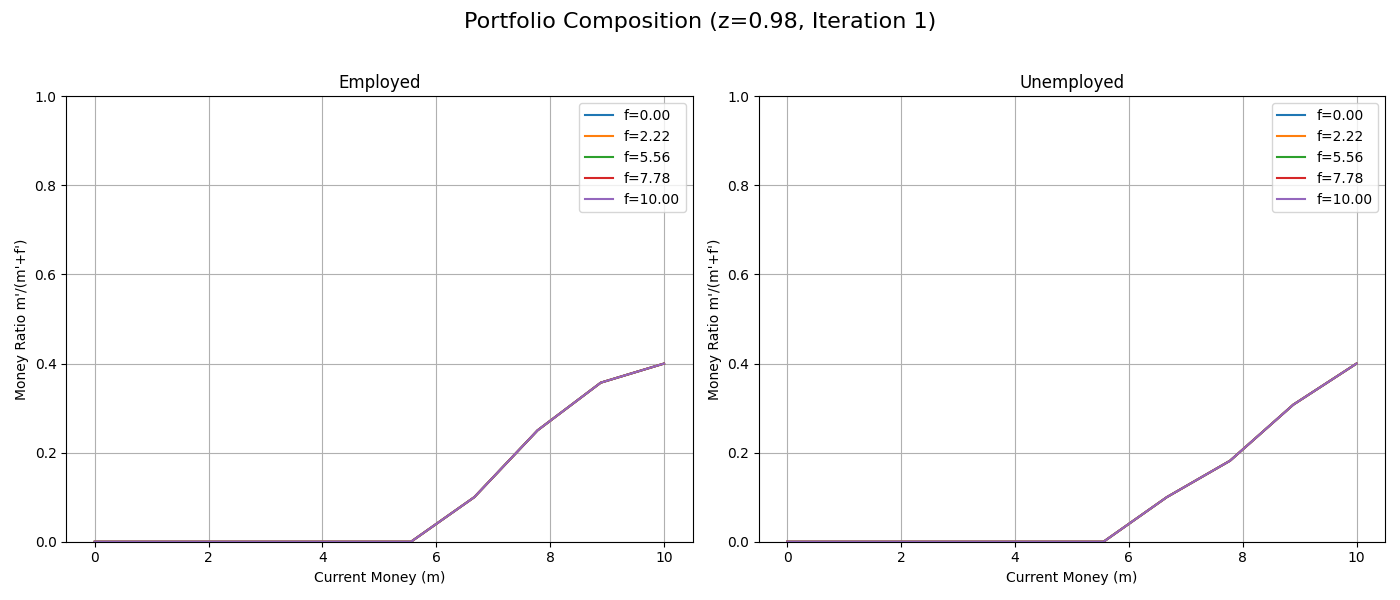 Portfolio Composition (z=0.98, Iteration 1)
Employed
1.0
0.8
0.6
0.4
0.2
0.0
0 2 4 6 8 10
Money Ratio m'/(m'+f')
Current Money (m)
f=0.00
f=2.22
f=5.56
f=7.78
f=10.00
Unemployed
1.0
0.8
0.6
0.4
0.2
0.0
0 2 4 6 8 10
Money Ratio m'/(m'+f')
Current Money (m)
f=0.00
f=2.22
f=5.56
f=7.78
f=10.00